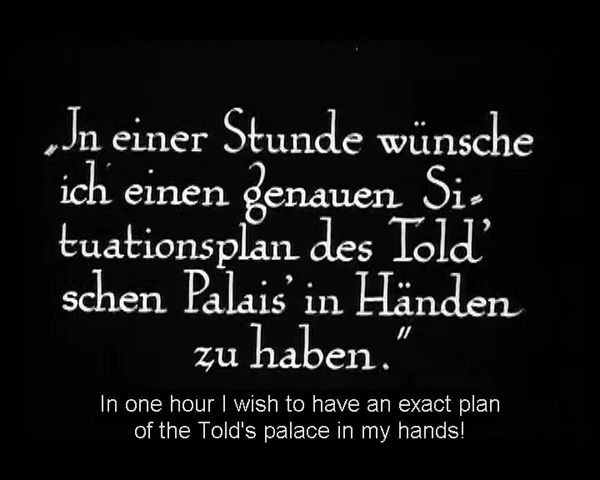 „In einer Stunde wünsche
ich einen genauen Si=
tuationsplan des Told'
schen Palais' in Händen
zu haben."
In one hour I wish to have an exact plan
of the Told's palace in my hands!